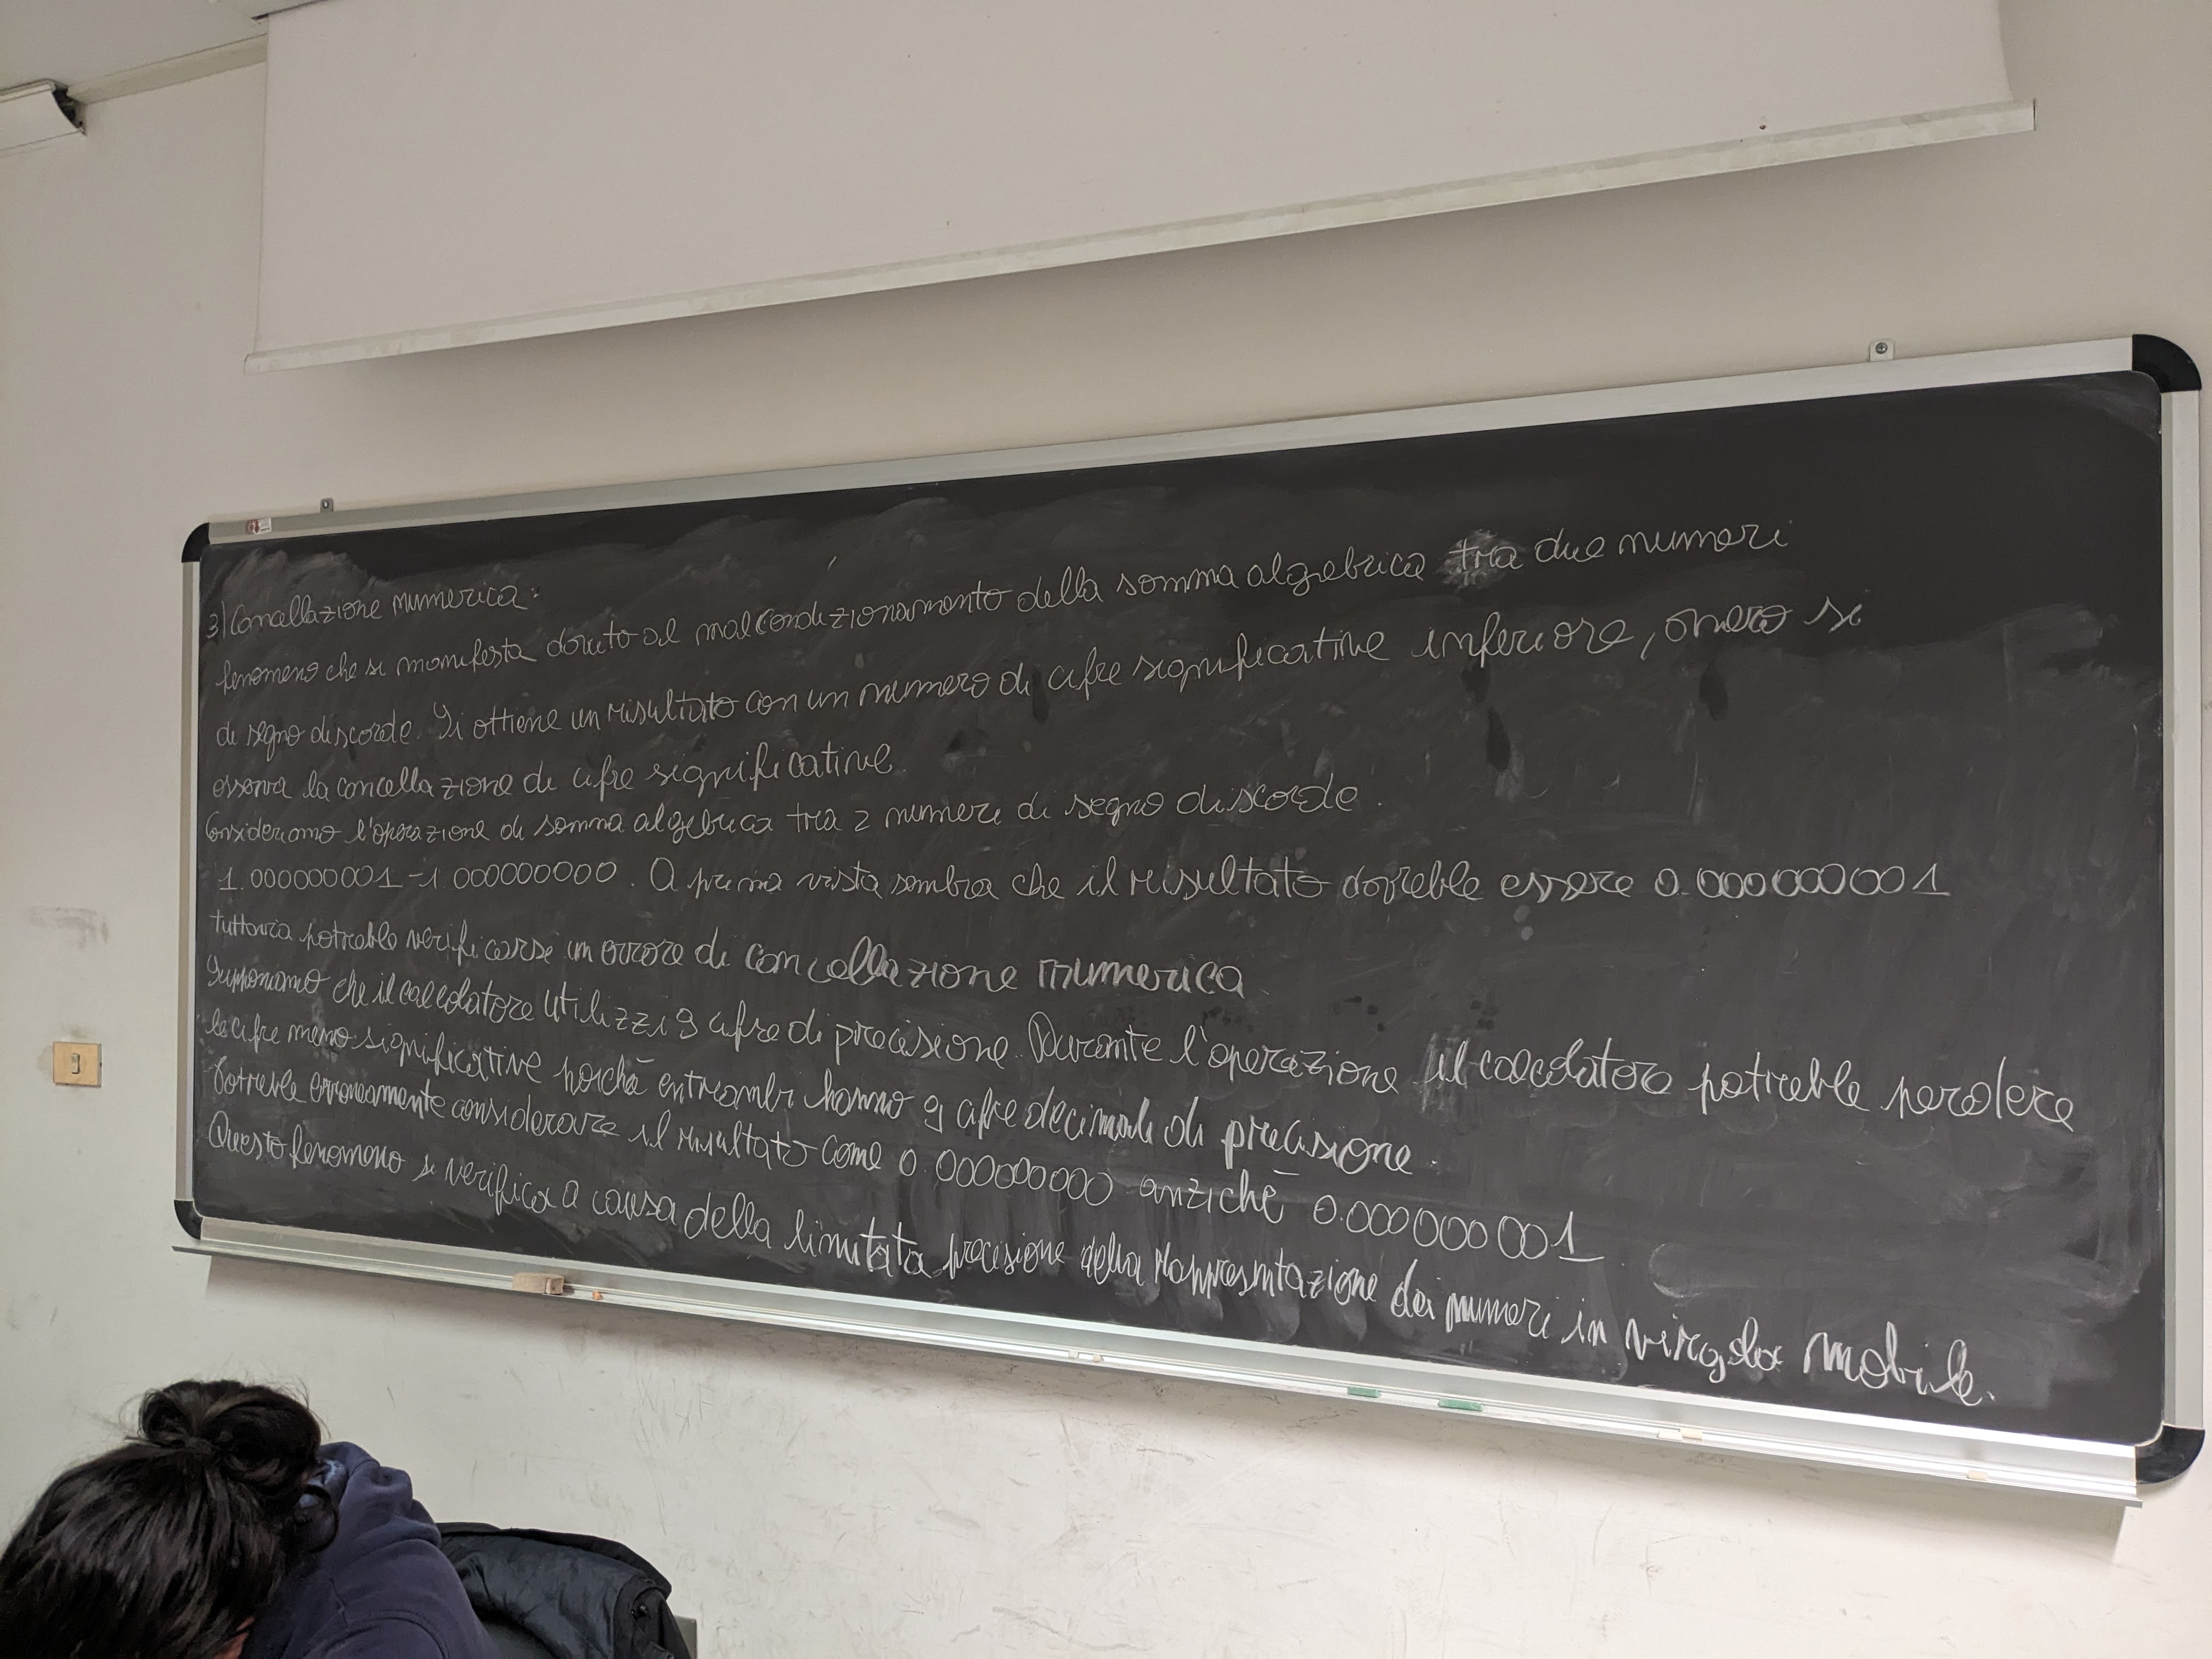 3) Cancellazione numerica:
fenomeno che si manifesta dovuto al malcondizionamento della somma algebrica tra due numeri
di segno discorde. Si ottiene un risultato con un numero di cifre significative inferiore, ovvero si
osserva la cancellazione di cifre significative.
Consideriamo l'operazione di somma algebrica tra 2 numeri di segno discorde.
1.000000001-1.000000000. A prima vista sembra che il risultato dovrebbe essere 0.000000001
tuttavia potrebbe verificarsi un errore di cancellazione numerica
Supponiamo che il calcolatore utilizzi 9 cifre di precisione. Durante l'operazione il calcolatore potrebbe perdere
le cifre meno significative poiché entrambi hanno 9 cifre decimali di precisione.
Potrebbe erroneamente considerare il risultato come 0.000000000 anziché 0.000000001
Questo fenomeno si verifica a causa della limitata precisione della rappresentazione dei numeri in virgola mobile.